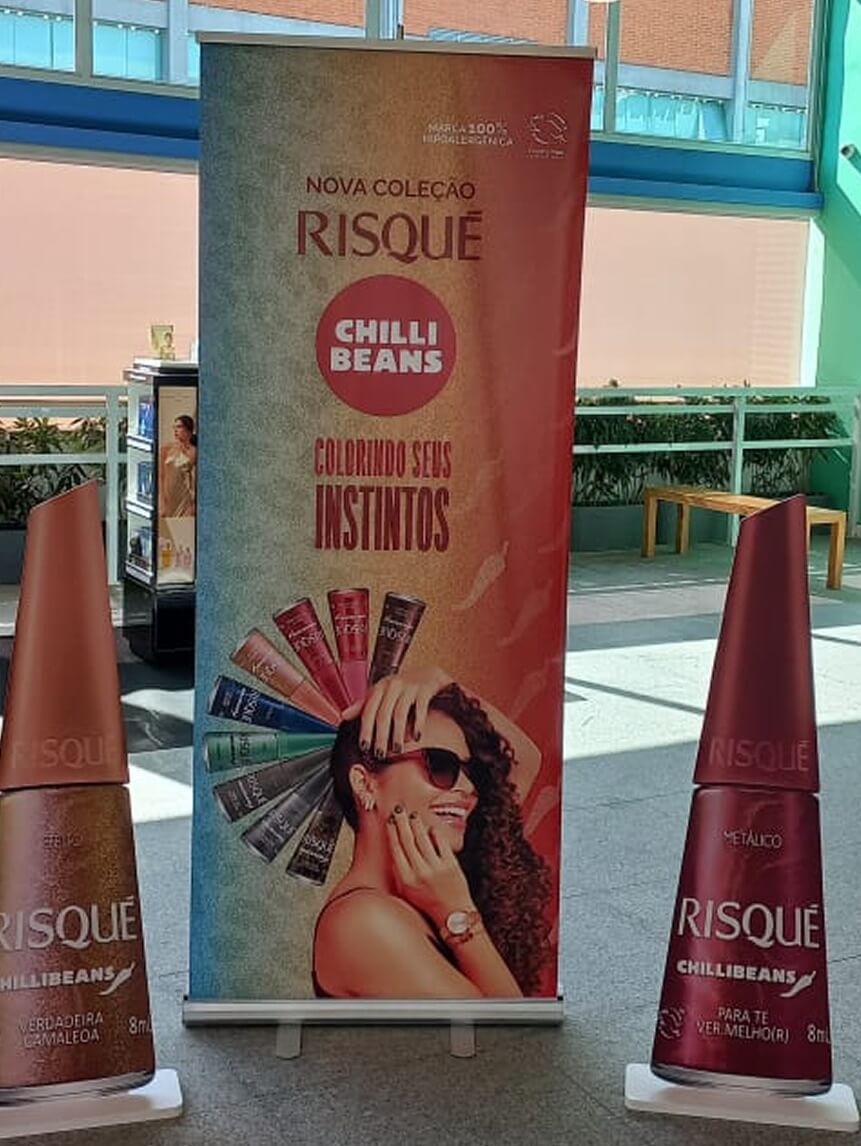 MARCA 100%
HIPOALERGÊNICA
NOVA COLEÇÃO
RISQUÉ
CHILLI
BEANS
COLORINDO SEUS
INSTINTOS
RISQUÉ
EFEITO
RISQUÉ
CHILLIBEANS
VERDADEIRA
CAMALEOA
8mL
RISQUÉ
METÁLICO
RISQUÉ
CHILLIBEANS
PARA TE
VER.MELHO(R)
8mL